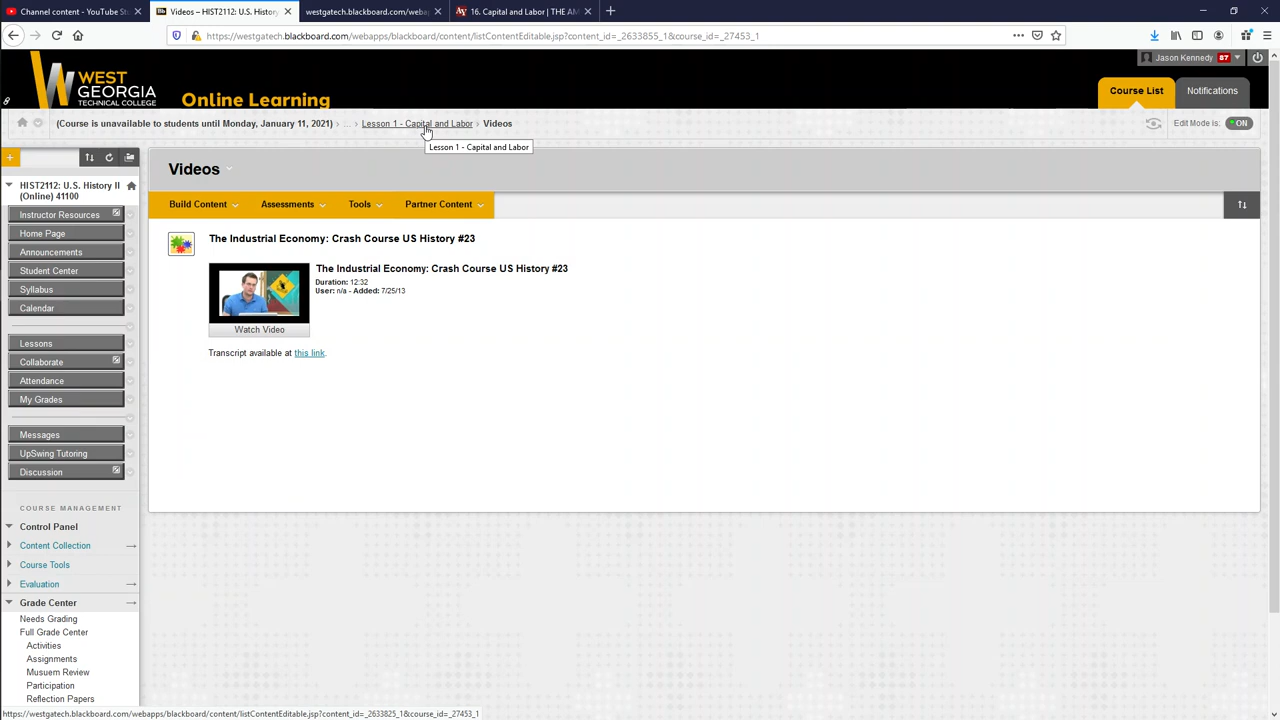 Channel content - YouTube St
Videos – HIST2112: U.S. History
westgatech.blackboard.com/webap
16. Capital and Labor | THE AM
https://westgatech.blackboard.com/webapps/blackboard/content/listContentEditable.jsp?content_id=_2633855_1&course_id=_27453_1
Jason Kennedy 87
WEST GEORGIA
TECHNICAL COLLEGE
Online Learning
Course List
Notifications
(Course is unavailable to students until Monday, January 11, 2021) > ... > Lesson 1 - Capital and Labor > Videos
Edit Mode is: ON
Lesson 1 - Capital and Labor
HIST2112: U.S. History II (Online) 41100
Instructor Resources
Home Page
Announcements
Student Center
Syllabus
Calendar
Lessons
Collaborate
Attendance
My Grades
Messages
UpSwing Tutoring
Discussion
COURSE MANAGEMENT
Control Panel
Content Collection
Course Tools
Evaluation
Grade Center
Needs Grading
Full Grade Center
Activities
Assignments
Musuem Review
Participation
Reflection Papers
Videos
Build Content
Assessments
Tools
Partner Content
The Industrial Economy: Crash Course US History #23
The Industrial Economy: Crash Course US History #23
Duration: 12:32
User: n/a - Added: 7/25/13
Watch Video
Transcript available at this link.
https://westgatech.blackboard.com/webapps/blackboard/content/listContentEditable.jsp?content_id=_2633825_1&course_id=_27453_1